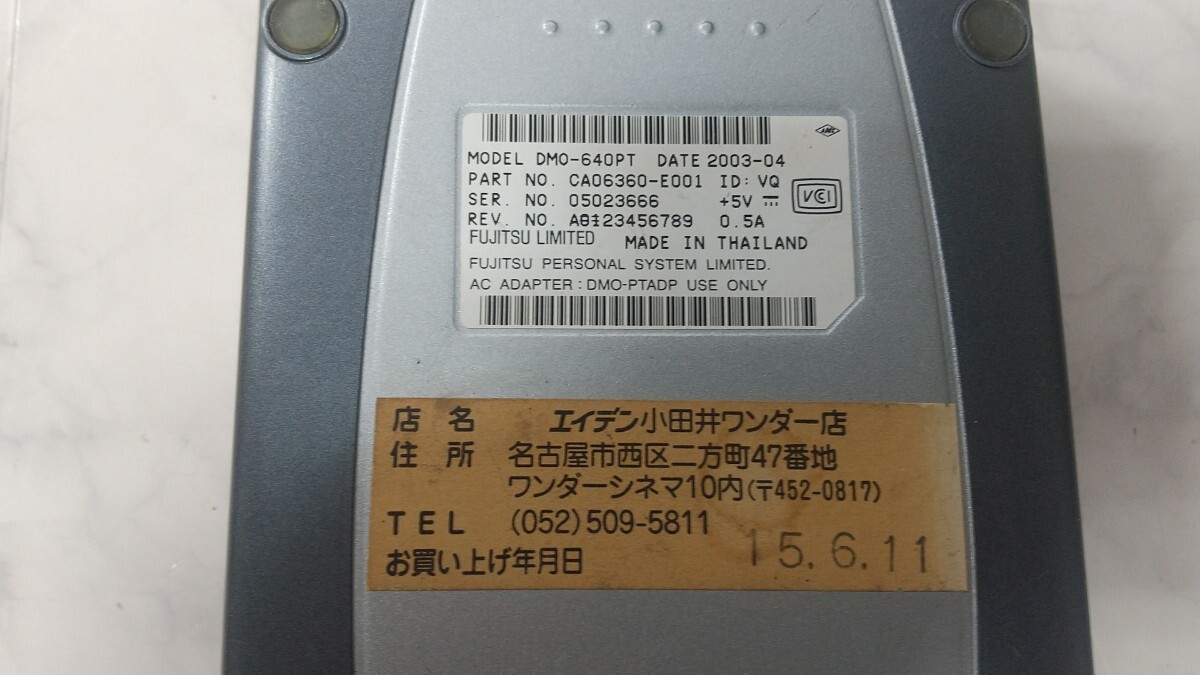 MODEL DMO-640PT DATE 2003-04
PART NO. CA06360-E001 ID: VQ
SER. NO. 05023666 +5V
VCCI
REV. NO. A0123456789 0.5A
FUJITSU LIMITED MADE IN THAILAND
FUJITSU PERSONAL SYSTEM LIMITED.
AC ADAPTER : DMO-PTADP USE ONLY
店名 エイデン小田井ワンダー店
住所 名古屋市西区二方町47番地
ワンダーシネマ10内(〒452-0817)
TEL (052)509-5811
お買い上げ年月日 15.6.11